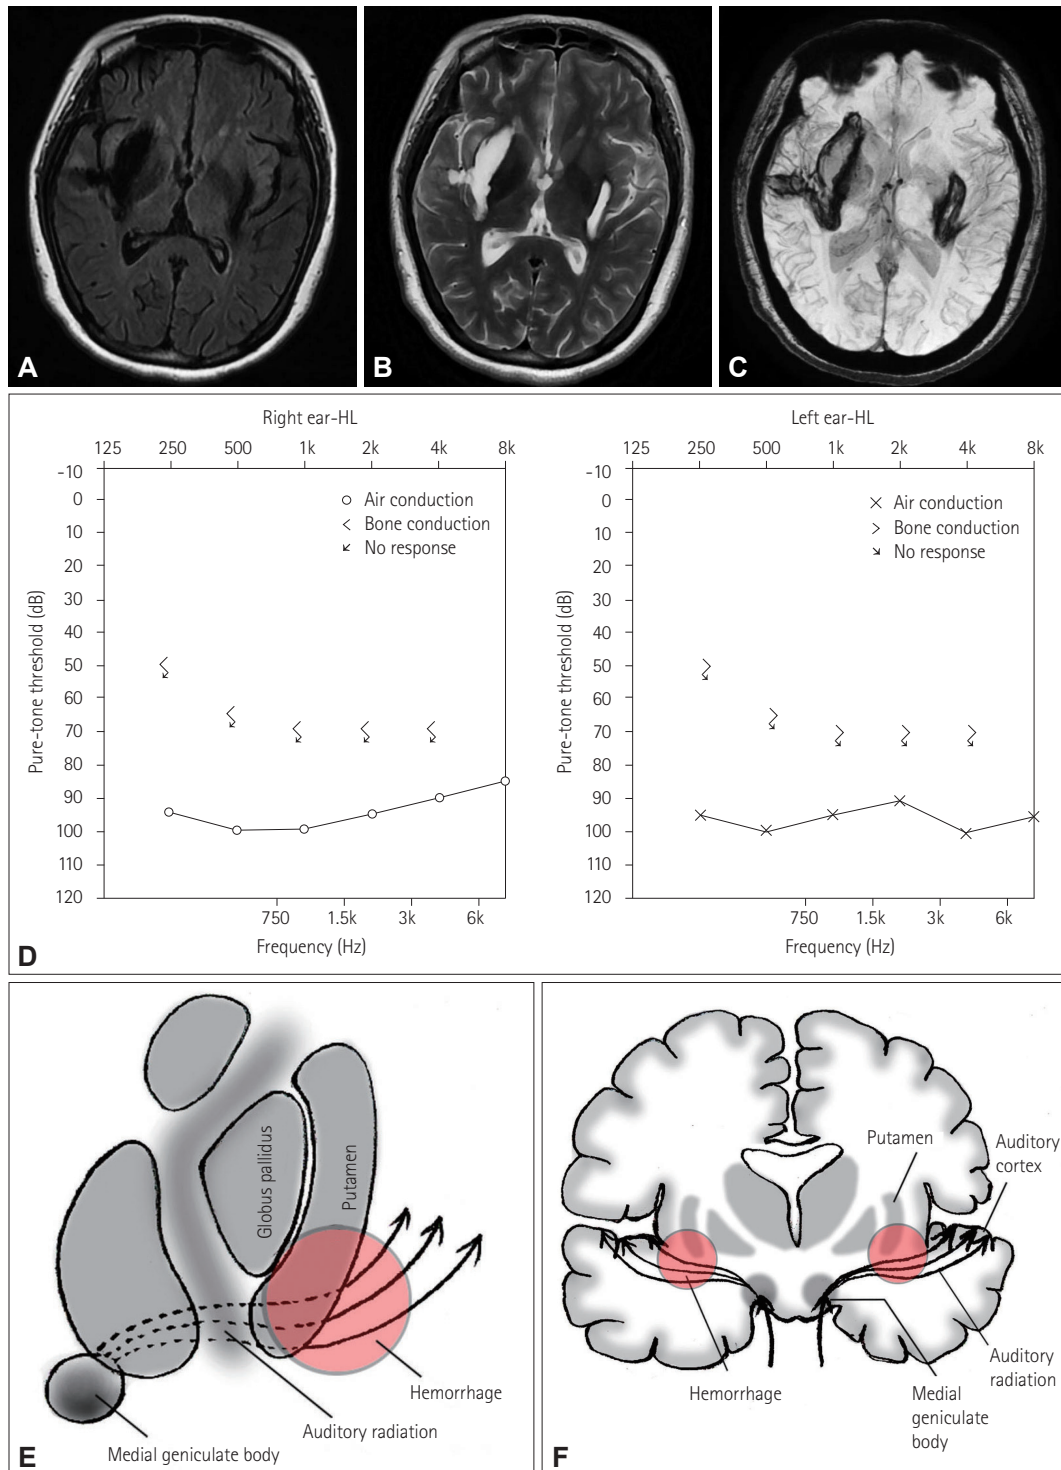 A
B
C
Right ear-HL
125 250 500 1k 2k 4k 8k
-10
0
10
20
30
40
50
60
70
80
90
100
110
120
Pure-tone threshold (dB)
Air conduction
Bone conduction
No response
750 1.5k 3k 6k
Frequency (Hz)
Left ear-HL
125 250 500 1k 2k 4k 8k
-10
0
10
20
30
40
50
60
70
80
90
100
110
120
Pure-tone threshold (dB)
Air conduction
Bone conduction
No response
750 1.5k 3k 6k
Frequency (Hz)
D
Globus pallidus
Putamen
Hemorrhage
Auditory radiation
Medial geniculate body
E
Putamen
Auditory
cortex
Auditory
radiation
Hemorrhage
Medial
geniculate
body
F